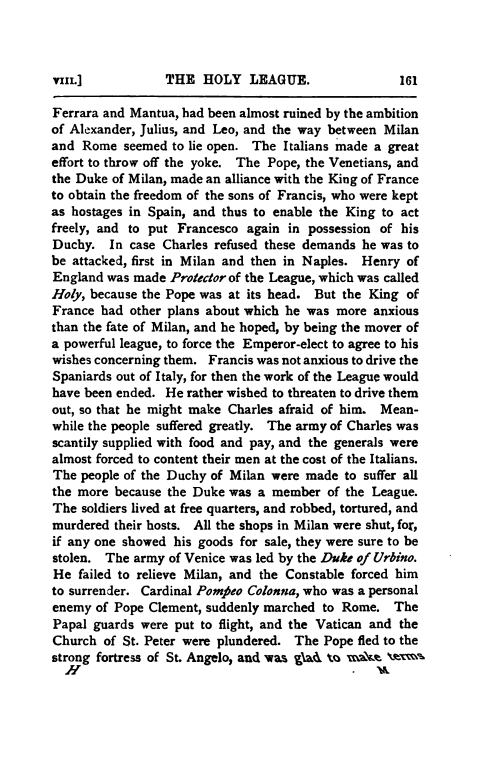 VIII.] THE HOLY LEAGUE. 161
Ferrara and Mantua, had been almost ruined by the ambition
of Alexander, Julius, and Leo, and the way between Milan
and Rome seemed to lie open. The Italians made a great
effort to throw off the yoke. The Pope, the Venetians, and
the Duke of Milan, made an alliance with the King of France
to obtain the freedom of the sons of Francis, who were kept
as hostages in Spain, and thus to enable the King to act
freely, and to put Francesco again in possession of his
Duchy. In case Charles refused these demands he was to
be attacked, first in Milan and then in Naples. Henry of
England was made Protector of the League, which was called
Holy, because the Pope was at its head. But the King of
France had other plans about which he was more anxious
than the fate of Milan, and he hoped, by being the mover of
a powerful league, to force the Emperor-elect to agree to his
wishes concerning them. Francis was not anxious to drive the
Spaniards out of Italy, for then the work of the League would
have been ended. He rather wished to threaten to drive them
out, so that he might make Charles afraid of him. Mean-
while the people suffered greatly. The army of Charles was
scantily supplied with food and pay, and the generals were
almost forced to content their men at the cost of the Italians.
The people of the Duchy of Milan were made to suffer all
the more because the Duke was a member of the League.
The soldiers lived at free quarters, and robbed, tortured, and
murdered their hosts. All the shops in Milan were shut, for,
if any one showed his goods for sale, they were sure to be
stolen. The army of Venice was led by the Duke of Urbino.
He failed to relieve Milan, and the Constable forced him
to surrender. Cardinal Pompeo Colonna, who was a personal
enemy of Pope Clement, suddenly marched to Rome. The
Papal guards were put to flight, and the Vatican and the
Church of St. Peter were plundered. The Pope fled to the
strong fortress of St. Angelo, and was glad to make terms
H M